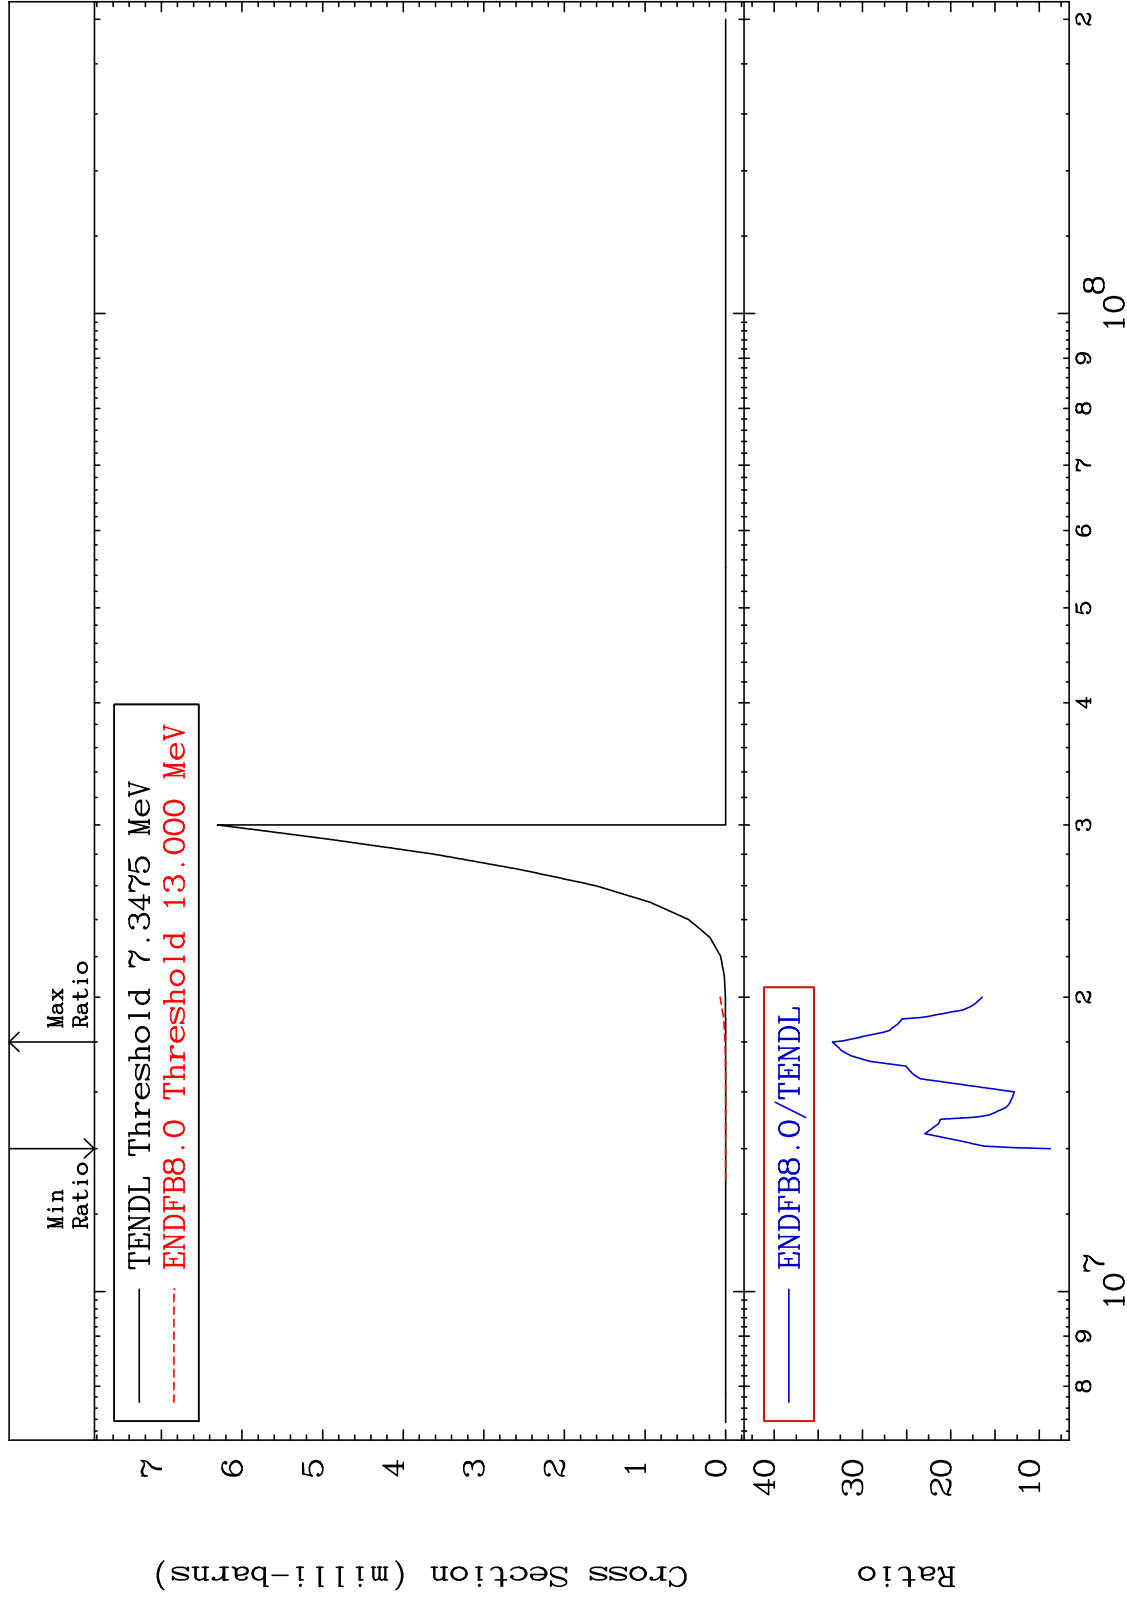 Min
Ratio
Max
Ratio
TENDL Threshold 7.3475 MeV
ENDFB8.0 Threshold 13.000 MeV
7
6
5
4
3
2
1
0
Cross Section (milli-barns)
ENDFB8.0/TENDL
40
30
20
10
Ratio
8 9 10^7 2 3 4 5 6 7 8 9 10^8 2